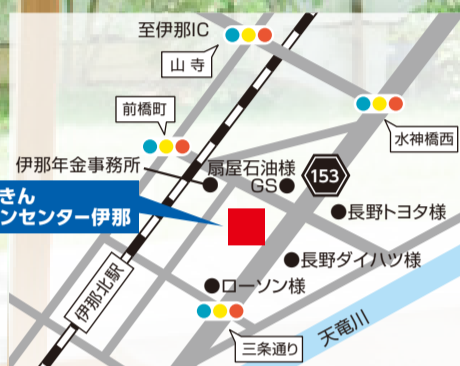 至伊那IC
山寺
前橋町
水神橋西
伊那年金事務所
扇屋石油様
GS
153
きん
ンセンター伊那
長野トヨタ様
長野ダイハツ様
伊那北駅
ローソン様
三条通り
天竜川